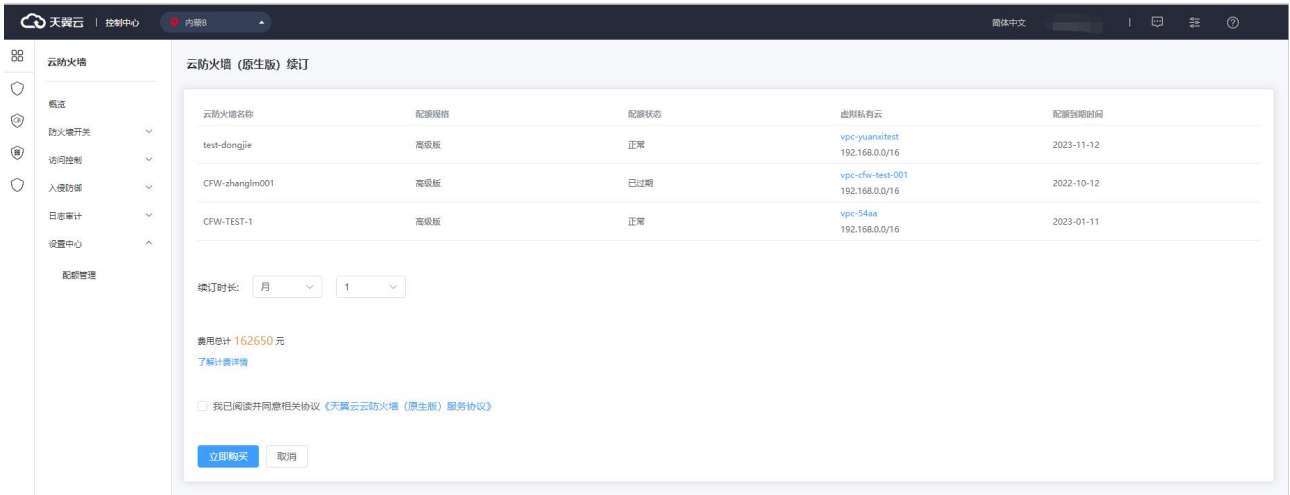 天翼云 | 控制中心 内蒙8 简体中文
云防火墙
概览
防火墙开关
访问控制
入侵防御
日志审计
设置中心
配额管理
云防火墙（原生版）续订
云防火墙名称 配额规格 配额状态 虚拟私有云 配额到期时间
test-dongjie 高级版 正常 vpc-yuanxitest 2023-11-12
192.168.0.0/16
CFW-zhanglm001 高级版 已过期 vpc-cfw-test-001 2022-10-12
192.168.0.0/16
CFW-TEST-1 高级版 正常 vpc-54aa 2023-01-11
192.168.0.0/16
续订时长: 月 1
费用总计 162650 元
了解计费详情
我已阅读并同意相关协议《天翼云云防火墙（原生版）服务协议》
立即购买 取消